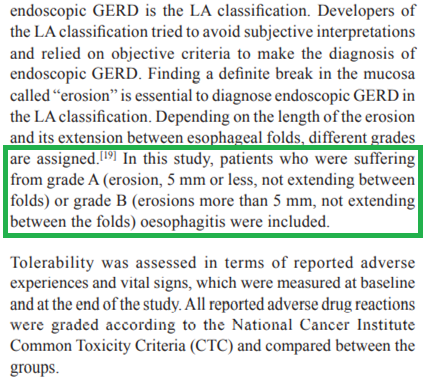 endoscopic GERD is the LA classification. Developers of
the LA classification tried to avoid subjective interpretations
and relied on objective criteria to make the diagnosis of
endoscopic GERD. Finding a definite break in the mucosa
called “erosion” is essential to diagnose endoscopic GERD in
the LA classification. Depending on the length of the erosion
and its extension between esophageal folds, different grades
are assigned.[19] In this study, patients who were suffering
from grade A (erosion, 5 mm or less, not extending between
folds) or grade B (erosions more than 5 mm, not extending
between the folds) oesophagitis were included.
Tolerability was assessed in terms of reported adverse
experiences and vital signs, which were measured at baseline
and at the end of the study. All reported adverse drug reactions
were graded according to the National Cancer Institute
Common Toxicity Criteria (CTC) and compared between the
groups.